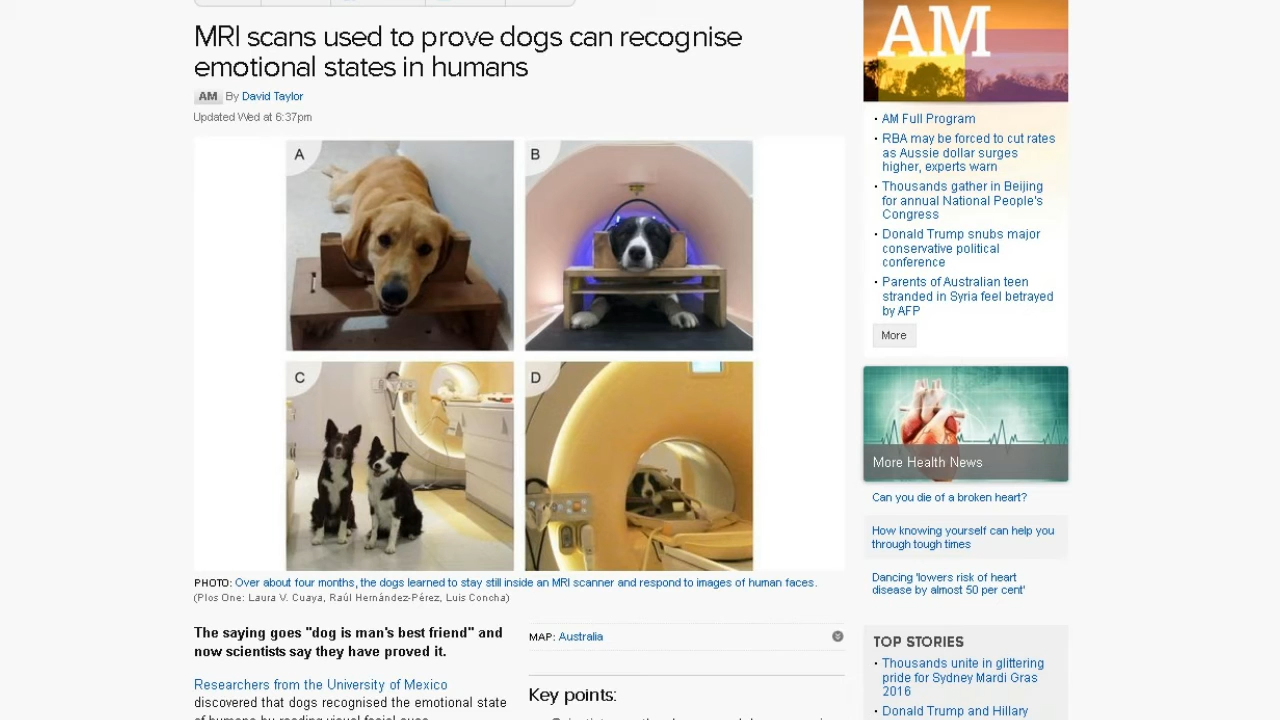 MRI scans used to prove dogs can recognise
emotional states in humans
AM By David Taylor
Updated Wed at 6:37pm
A
B
C
D
PHOTO: Over about four months, the dogs learned to stay still inside an MRI scanner and respond to images of human faces.
(Plos One: Laura V. Cuaya, Raúl Hernández-Pérez, Luis Concha)
The saying goes "dog is man's best friend" and
now scientists say they have proved it.
Researchers from the University of Mexico
discovered that dogs recognised the emotional state
of humans by reading visual facial cues.
MAP: Australia
Key points:
AM
AM Full Program
RBA may be forced to cut rates
as Aussie dollar surges
higher, experts warn
Thousands gather in Beijing
for annual National People's
Congress
Donald Trump snubs major
conservative political
conference
Parents of Australian teen
stranded in Syria feel betrayed
by AFP
More
More Health News
Can you die of a broken heart?
How knowing yourself can help you
through tough times
Dancing 'lowers risk of heart
disease by almost 50 per cent'
TOP STORIES
Thousands unite in glittering
pride for Sydney Mardi Gras
2016
Donald Trump and Hillary